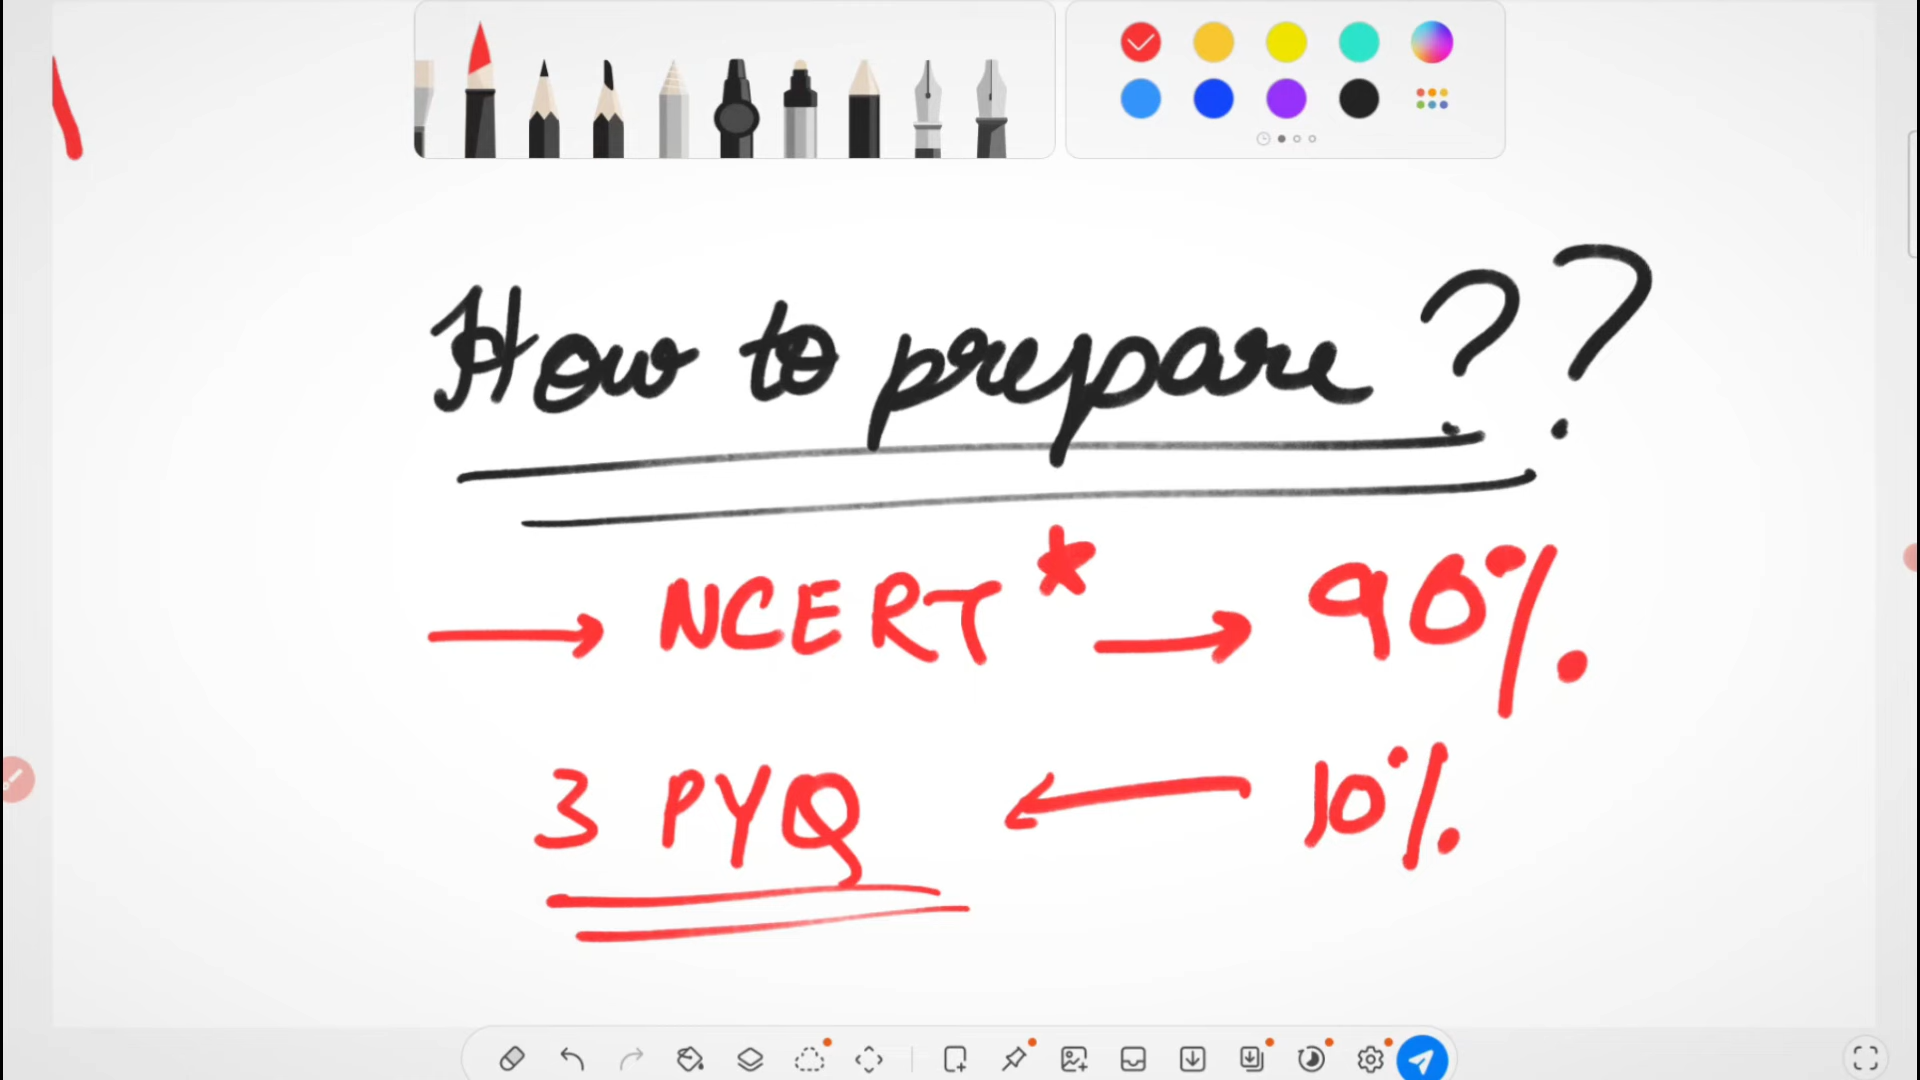 How to prepare ??
→ NCERT * → 90%.
3 PYQ ← 10%.